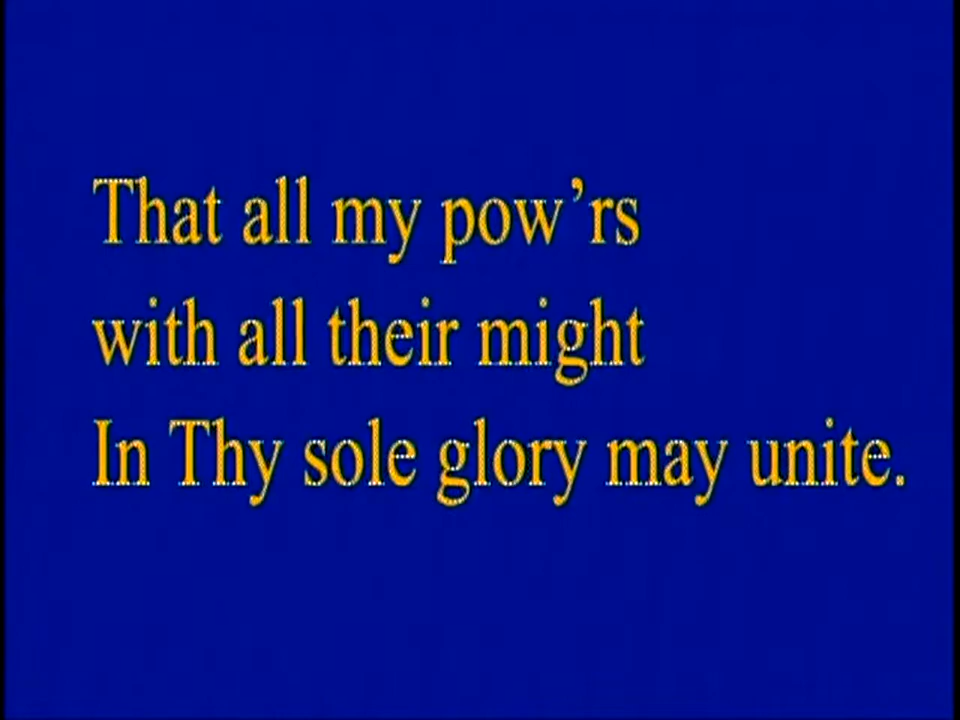 That all my pow’rs
with all their might
In Thy sole glory may unite.